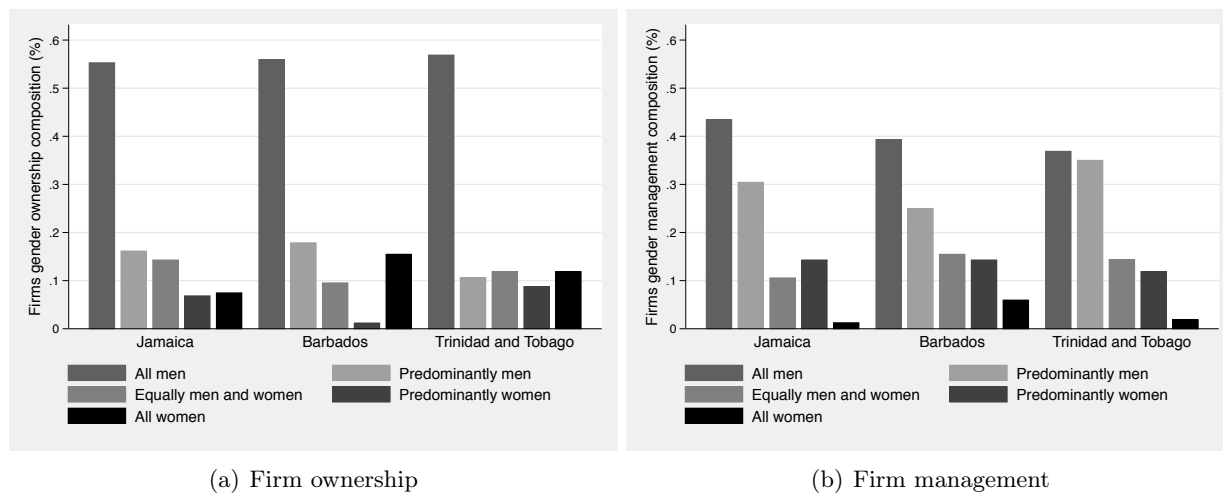 Firms gender ownership composition (%)
.6
.5
.4
.3
.2
.1
0
Jamaica Barbados Trinidad and Tobago
All men Predominantly men
Equally men and women Predominantly women
All women
(a) Firm ownership
Firms gender management composition (%)
.6
.5
.4
.3
.2
.1
0
Jamaica Barbados Trinidad and Tobago
All men Predominantly men
Equally men and women Predominantly women
All women
(b) Firm management